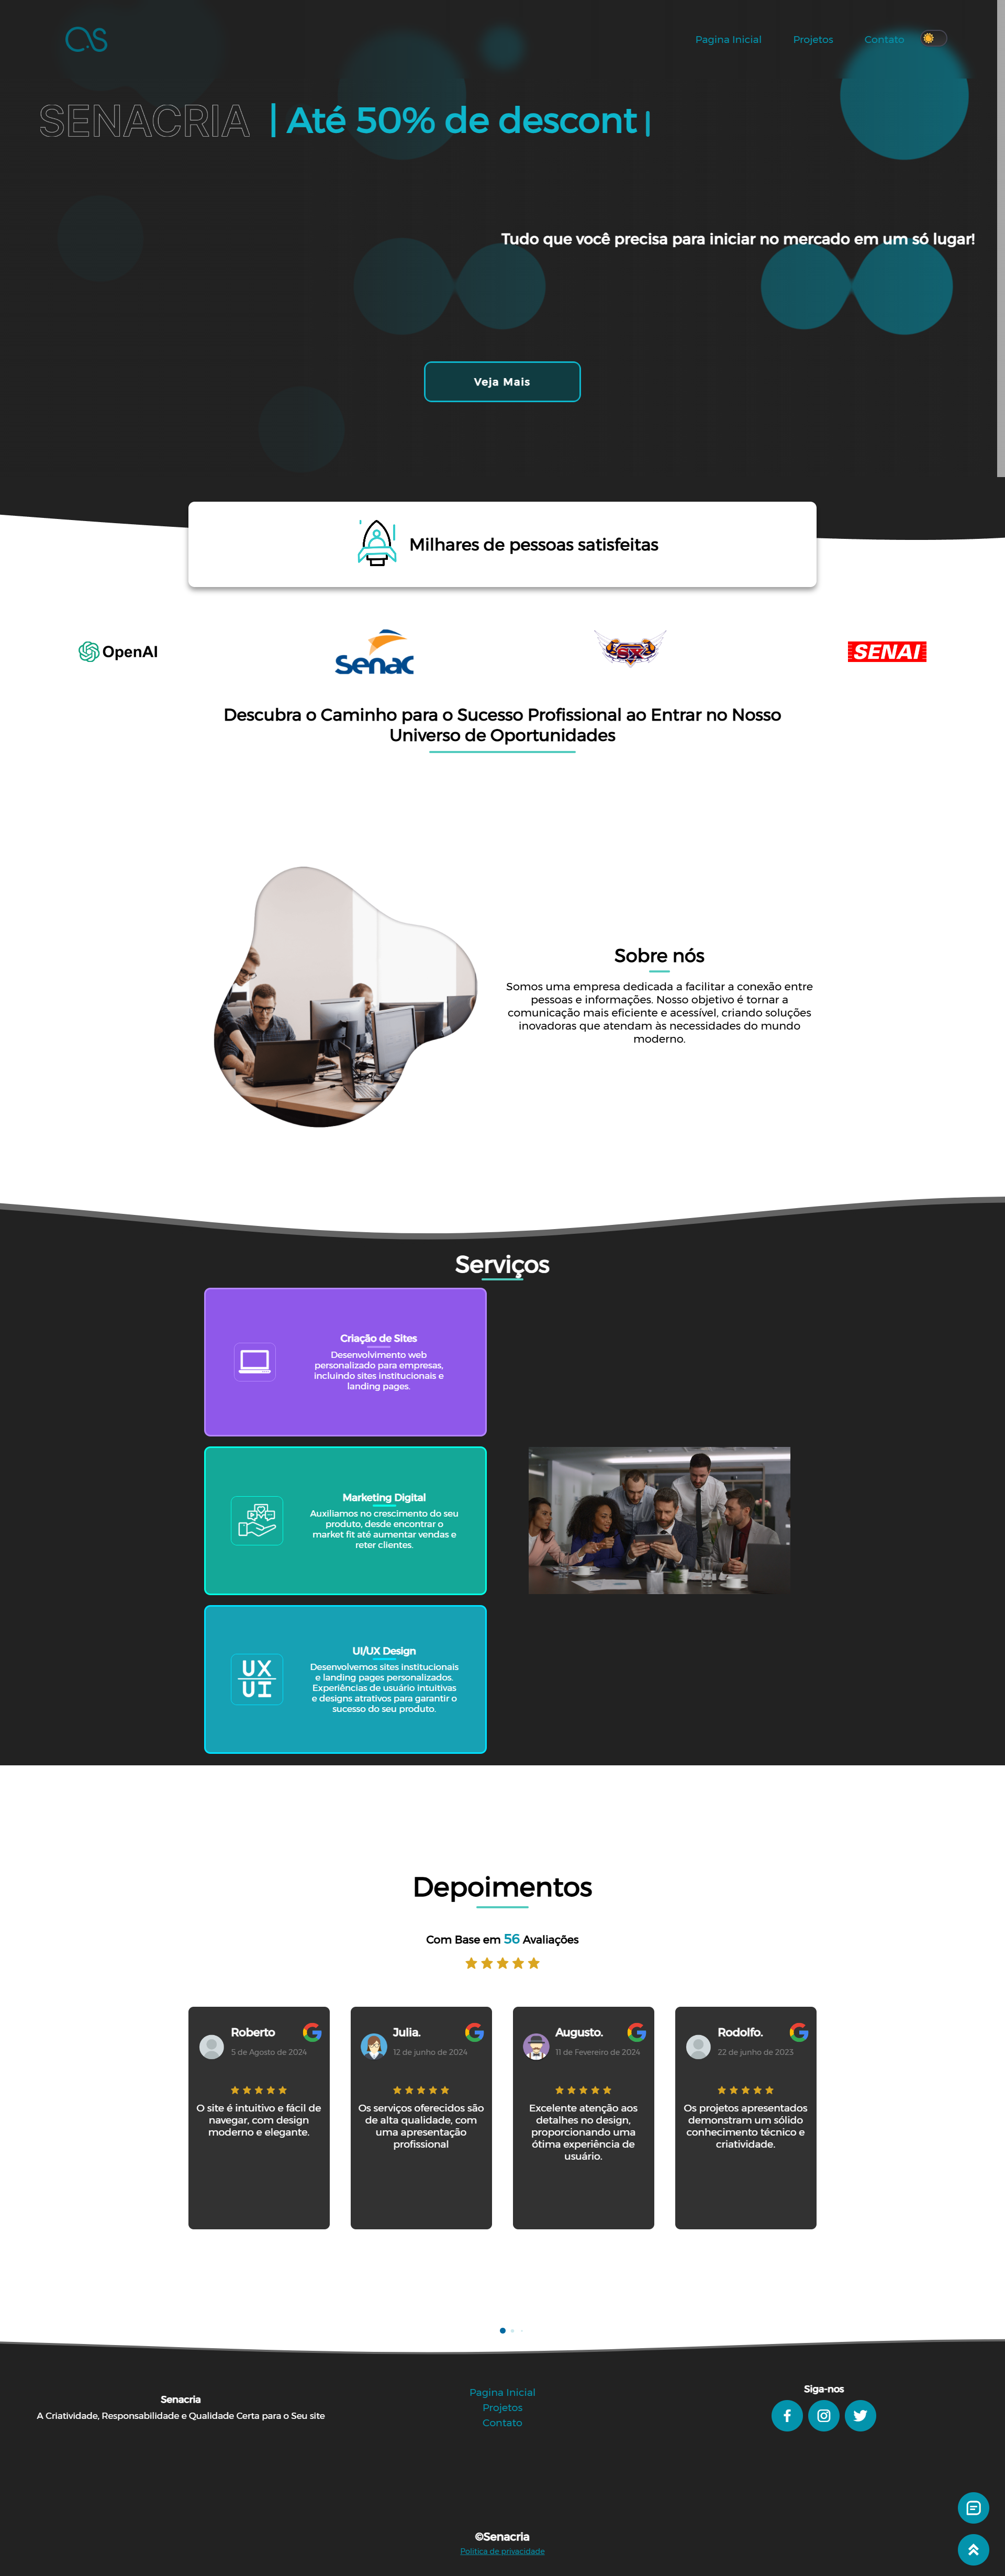 Pagina Inicial
Projetos
Contato
SENACRIA
| Até 50% de descont|
Tudo que você precisa para iniciar no mercado em um só lugar!
Veja Mais
Milhares de pessoas satisfeitas
OpenAI
Senac
SX
SENAI
Descubra o Caminho para o Sucesso Profissional ao Entrar no Nosso
Universo de Oportunidades
Sobre nós
Somos uma empresa dedicada a facilitar a conexão entre
pessoas e informações. Nosso objetivo é tornar a
comunicação mais eficiente e acessível, criando soluções
inovadoras que atendam às necessidades do mundo
moderno.
Serviços
Criação de Sites
Desenvolvimento web
personalizado para empresas,
incluindo sites institucionais e
landing pages.
Marketing Digital
Auxiliamos no crescimento do seu
produto, desde encontrar o
market fit até aumentar vendas e
reter clientes.
UX
UI
UI/UX Design
Desenvolvemos sites institucionais
e landing pages personalizados.
Experiências de usuário intuitivas
e designs atrativos para garantir o
sucesso do seu produto.
Depoimentos
Com Base em 56 Avaliações
Roberto
5 de Agosto de 2024
O site é intuitivo e fácil de
navegar, com design
moderno e elegante.
Julia.
12 de junho de 2024
Os serviços oferecidos são
de alta qualidade, com
uma apresentação
profissional
Augusto.
11 de Fevereiro de 2024
Excelente atenção aos
detalhes no design,
proporcionando uma
ótima experiência de
usuário.
Rodolfo.
22 de junho de 2023
Os projetos apresentados
demonstram um sólido
conhecimento técnico e
criatividade.
Senacria
A Criatividade, Responsabilidade e Qualidade Certa para o Seu site
Pagina Inicial
Projetos
Contato
Siga-nos
©Senacria
Politica de privacidade